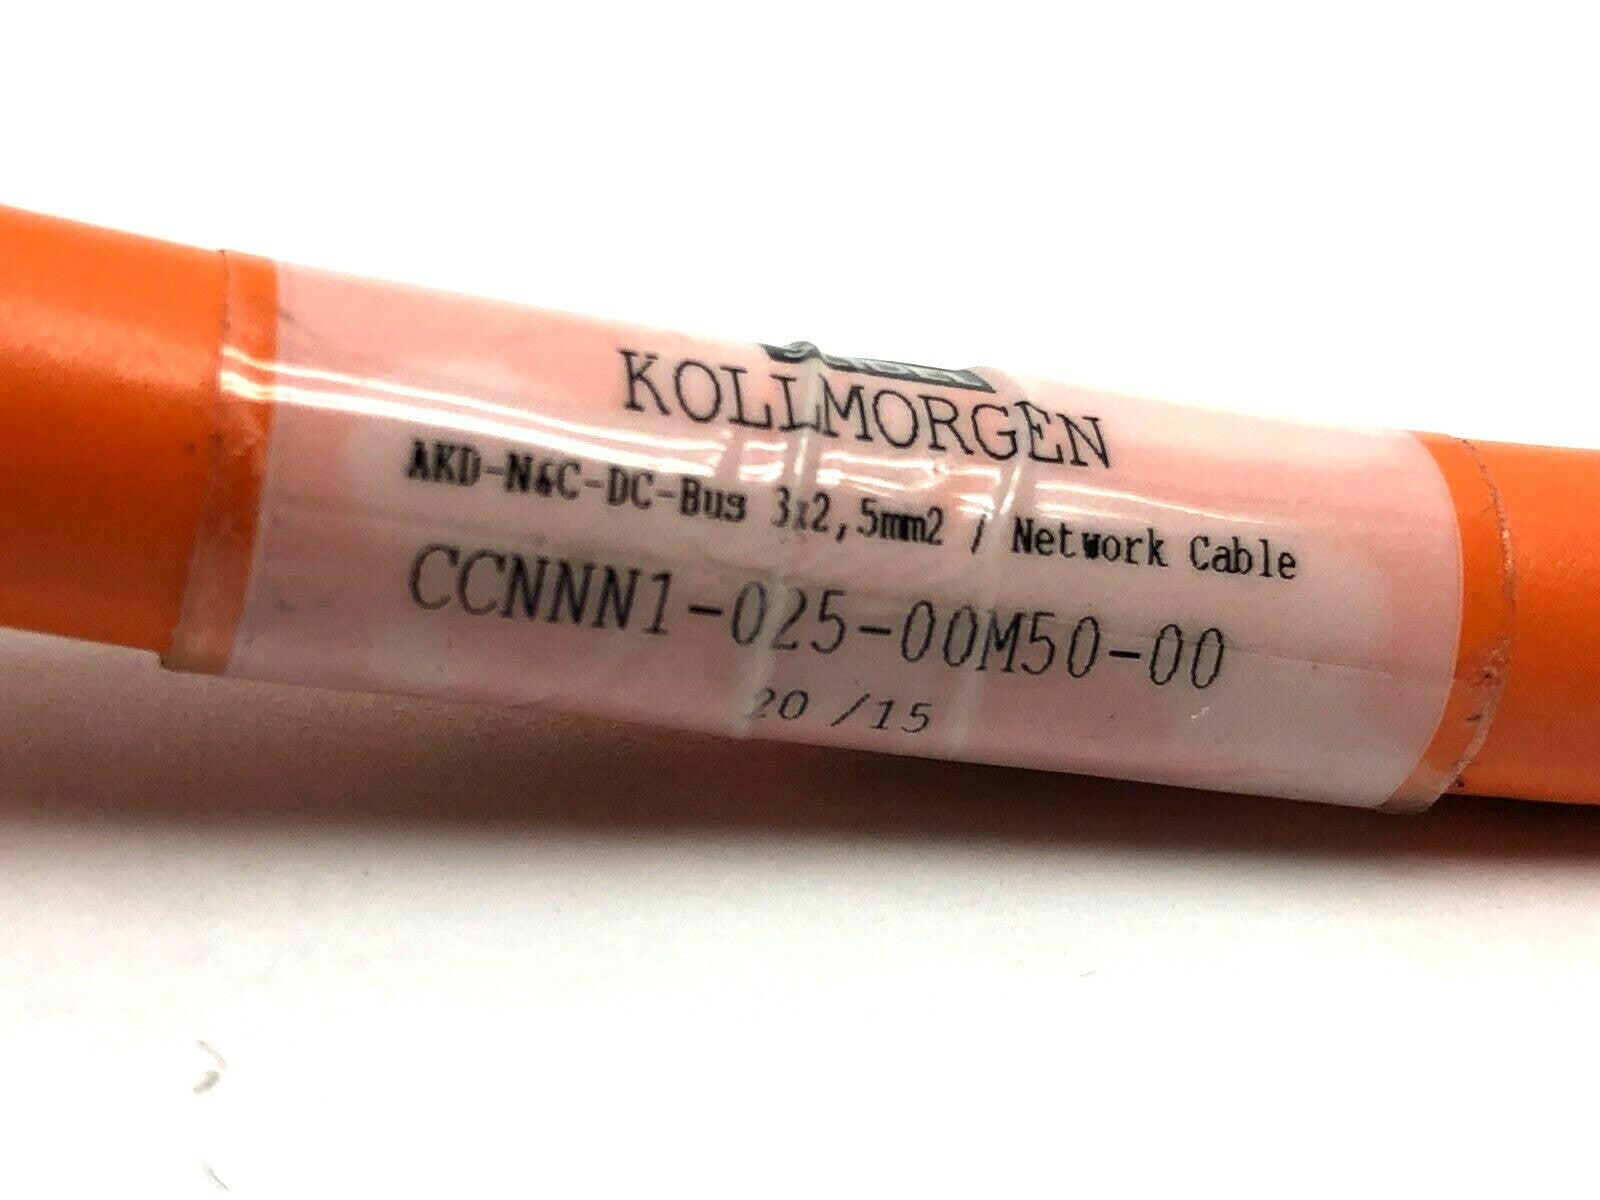 KOLLMORGEN
AKD-N&C-DC-Bus 3x2,5mm2 / Network Cable
CCNNN1-025-00M50-00
20 /15